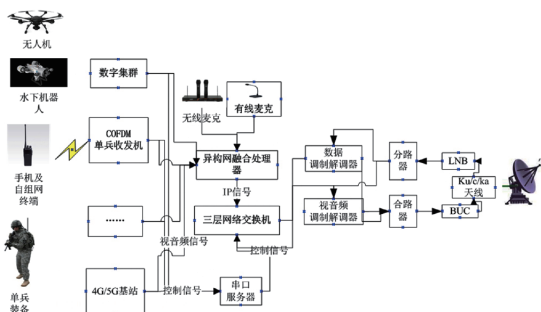 无人机
水下机器
人
手机及
自组网
终端
单兵
装备
数字集群
COFDM
单兵收发机
……
4G/5G基站
无线麦克
有线麦克
异构网融合处理
器
IP信号
三层网络交换机
视音频信号
控制信号
串口
服务器
控制信号
数据
调制解调器
视音频
调制解调器
分路
器
合路
器
LNB
Ku/c/ka
天线
BUC